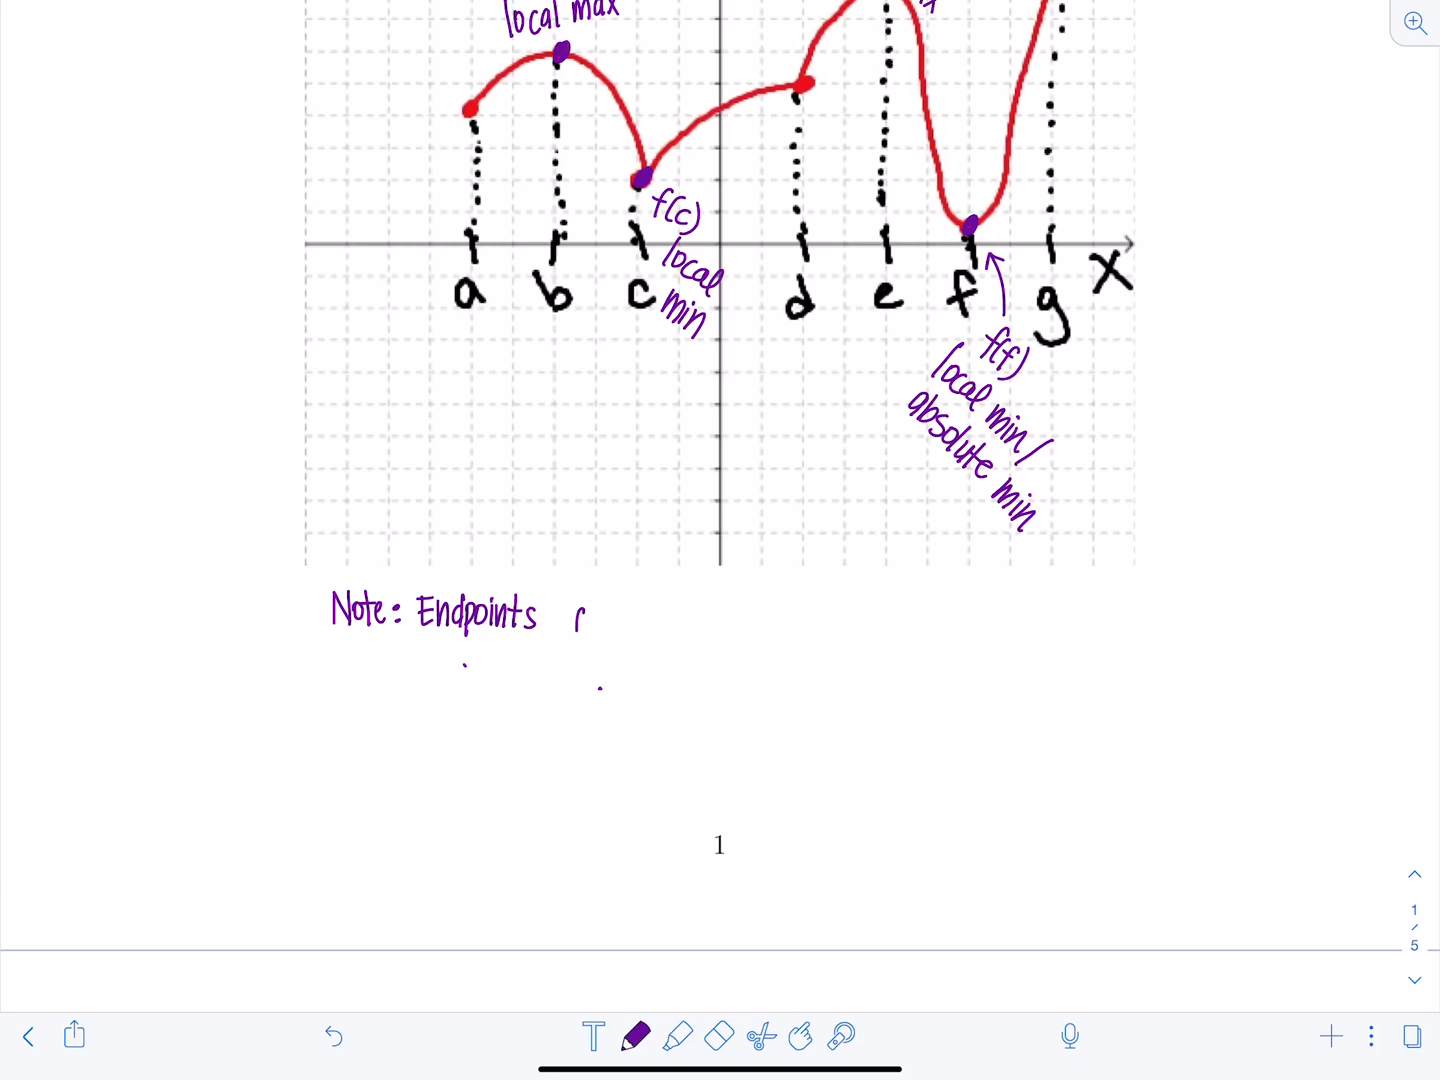 local max
f(c)
local
min
a b c d e f g x
f(f)
local min/
absolute min
Note: Endpoints
1
1
/
5
T